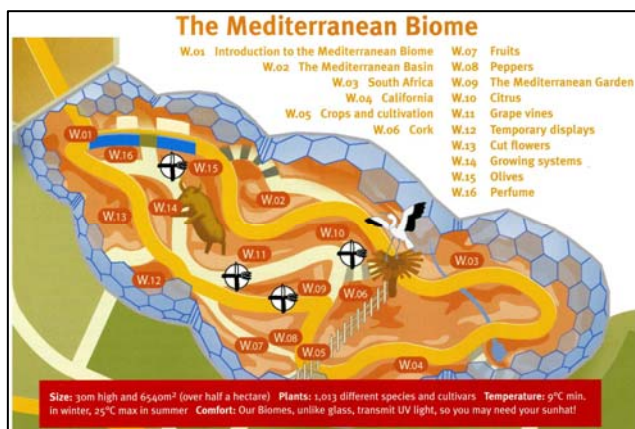 The Mediterranean Biome
W.01 Introduction to the Mediterranean Biome
W.02 The Mediterranean Basin
W.03 South Africa
W.04 California
W.05 Crops and cultivation
W.06 Cork
W.07 Fruits
W.08 Peppers
W.09 The Mediterranean Garden
W.10 Citrus
W.11 Grape vines
W.12 Temporary displays
W.13 Cut flowers
W.14 Growing systems
W.15 Olives
W.16 Perfume
W.01
W.16
W.15
W.02
W.14
W.13
W.10
W.11
W.03
W.12
W.09
W.06
W.08
W.07
W.05
W.04
Size: 30m high and 6540m² (over half a hectare) Plants: 1,013 different species and cultivars Temperature: 9°C min.
in winter, 25°C max in summer Comfort: Our Biomes, unlike glass, transmit UV light, so you may need your sunhat!